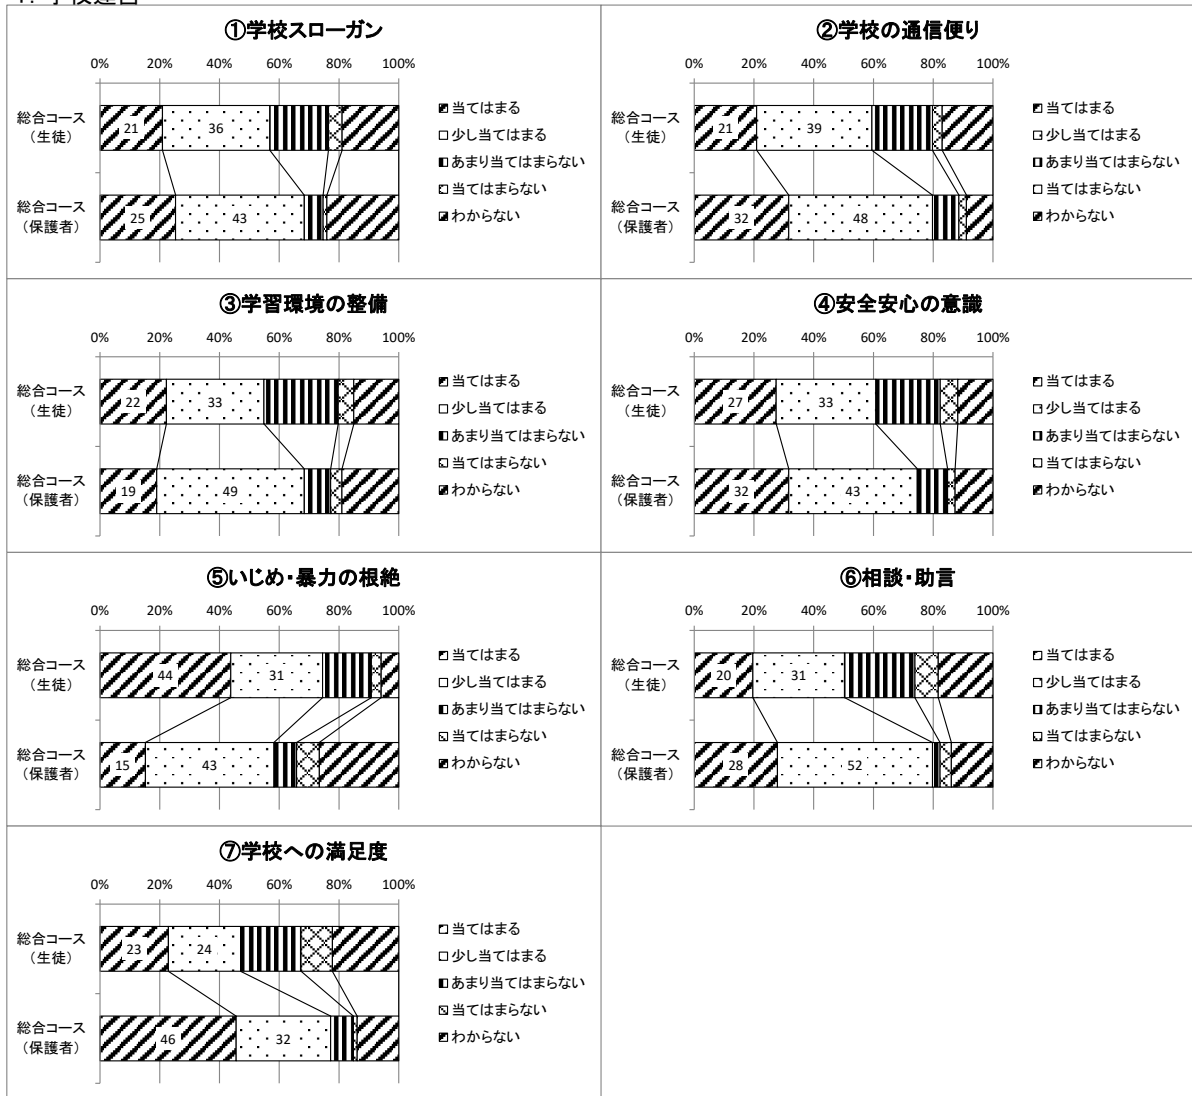 1. 学校運営
①学校スローガン
0% 20% 40% 60% 80% 100%
総合コース
（生徒）
21 36
総合コース
（保護者）
25 43
当てはまる
少し当てはまる
あまり当てはまらない
当てはまらない
わからない
②学校の通信便り
0% 20% 40% 60% 80% 100%
総合コース
（生徒）
21 39
総合コース
（保護者）
32 48
当てはまる
少し当てはまる
あまり当てはまらない
当てはまらない
わからない
③学習環境の整備
0% 20% 40% 60% 80% 100%
総合コース
（生徒）
22 33
総合コース
（保護者）
19 49
当てはまる
少し当てはまる
あまり当てはまらない
当てはまらない
わからない
④安全安心の意識
0% 20% 40% 60% 80% 100%
総合コース
（生徒）
27 33
総合コース
（保護者）
32 43
当てはまる
少し当てはまる
あまり当てはまらない
当てはまらない
わからない
⑤いじめ・暴力の根絶
0% 20% 40% 60% 80% 100%
総合コース
（生徒）
44 31
総合コース
（保護者）
15 43
当てはまる
少し当てはまる
あまり当てはまらない
当てはまらない
わからない
⑥相談・助言
0% 20% 40% 60% 80% 100%
総合コース
（生徒）
20 31
総合コース
（保護者）
28 52
当てはまる
少し当てはまる
あまり当てはまらない
当てはまらない
わからない
⑦学校への満足度
0% 20% 40% 60% 80% 100%
総合コース
（生徒）
23 24
総合コース
（保護者）
46 32
当てはまる
少し当てはまる
あまり当てはまらない
当てはまらない
わからない